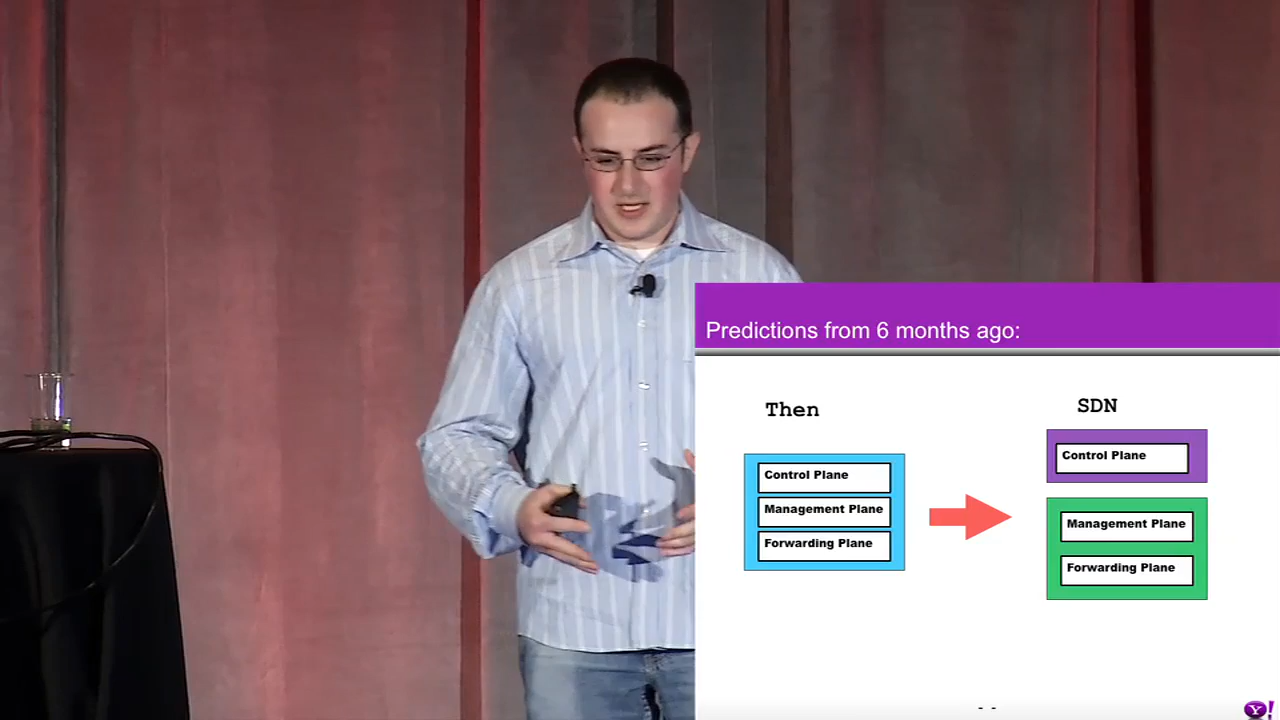 Predictions from 6 months ago:
Then
Control Plane
Management Plane
Forwarding Plane
SDN
Control Plane
Management Plane
Forwarding Plane
- -
Y!